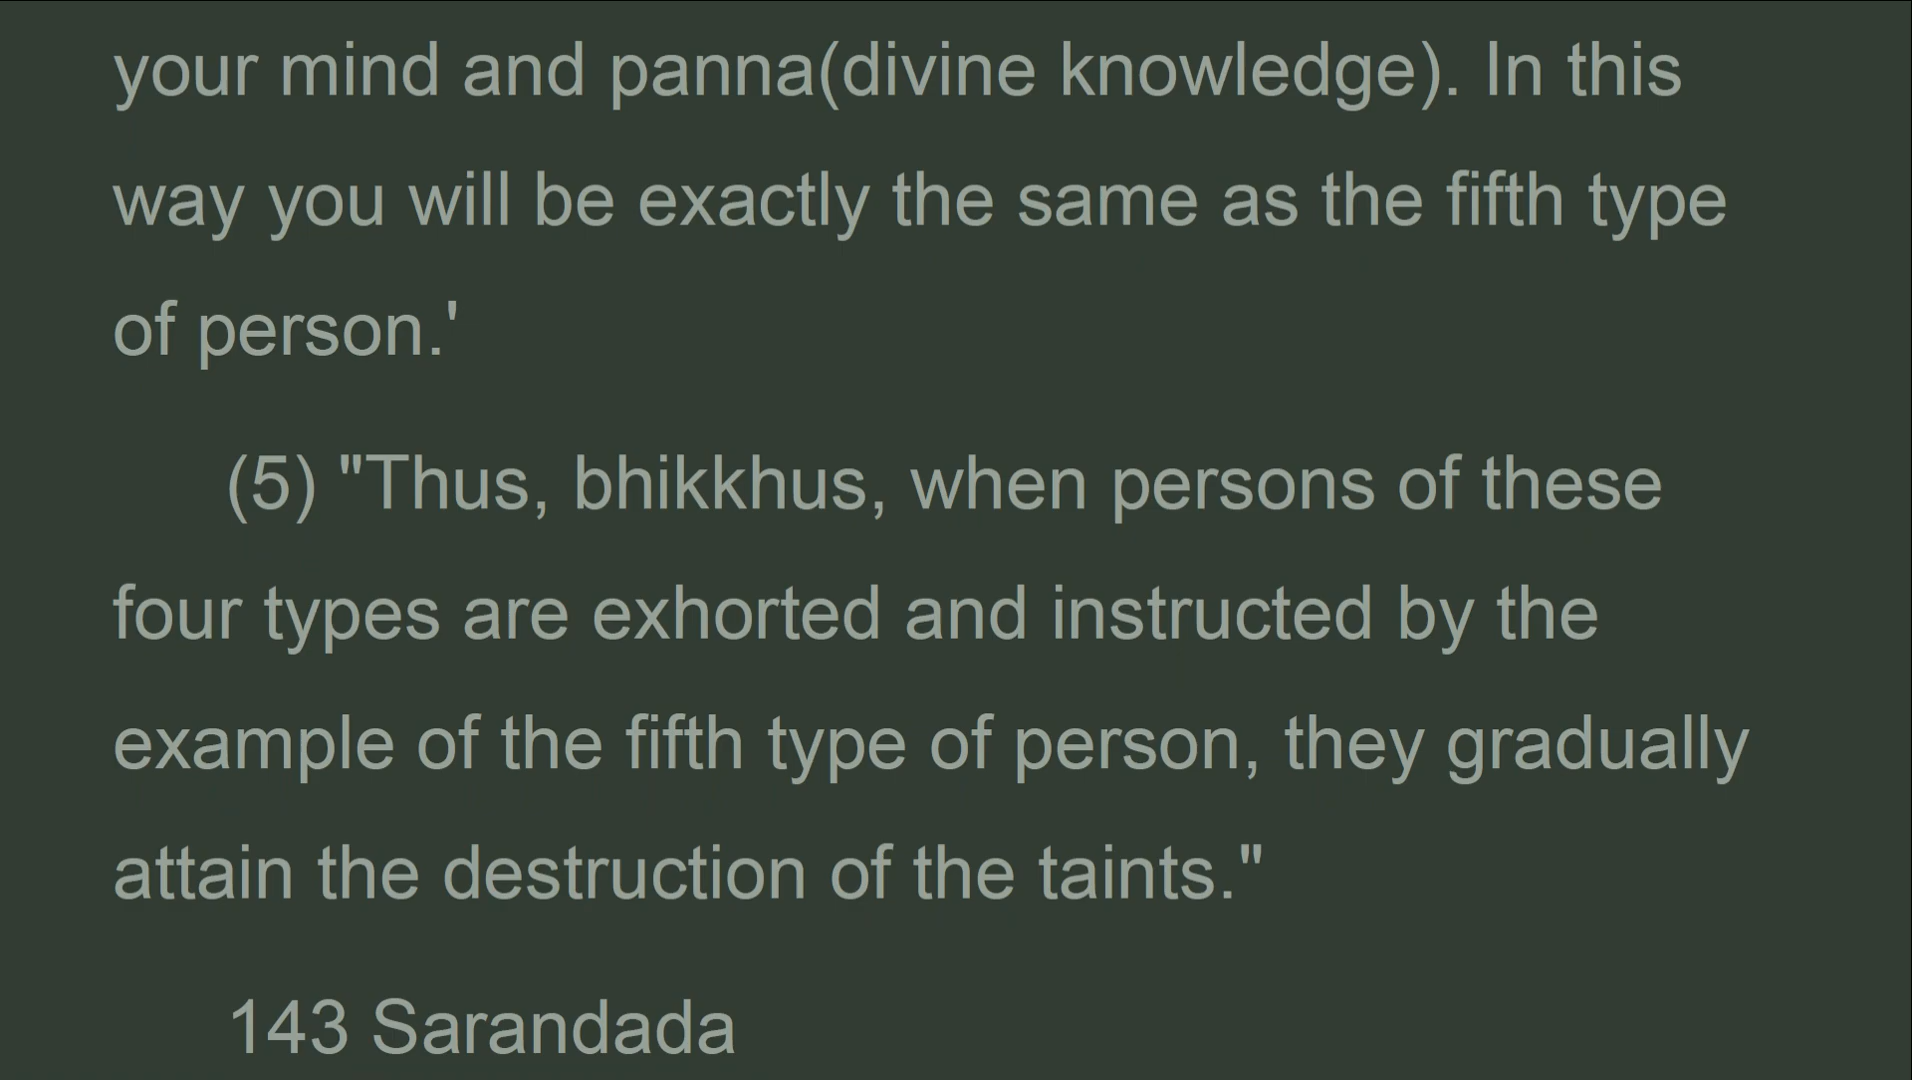 your mind and panna(divine knowledge). In this
way you will be exactly the same as the fifth type
of person.'
(5) "Thus, bhikkhus, when persons of these
four types are exhorted and instructed by the
example of the fifth type of person, they gradually
attain the destruction of the taints."
143 Sarandada